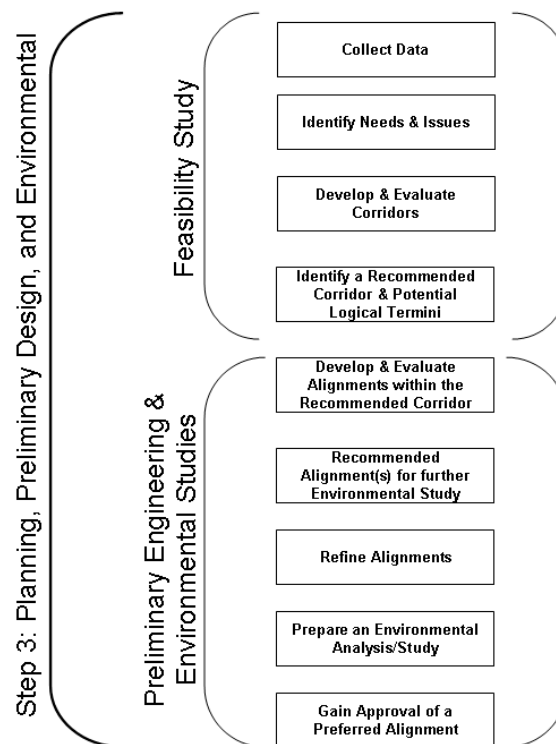 Step 3: Planning, Preliminary Design, and Environmental
Feasibility Study
Collect Data
Identify Needs & Issues
Develop & Evaluate
Corridors
Identify a Recommended
Corridor & Potential
Logical Termini
Preliminary Engineering &
Environmental Studies
Develop & Evaluate
Alignments within the
Recommended Corridor
Recommended
Alignment(s) for further
Environmental Study
Refine Alignments
Prepare an Environmental
Analysis/Study
Gain Approval of a
Preferred Alignment